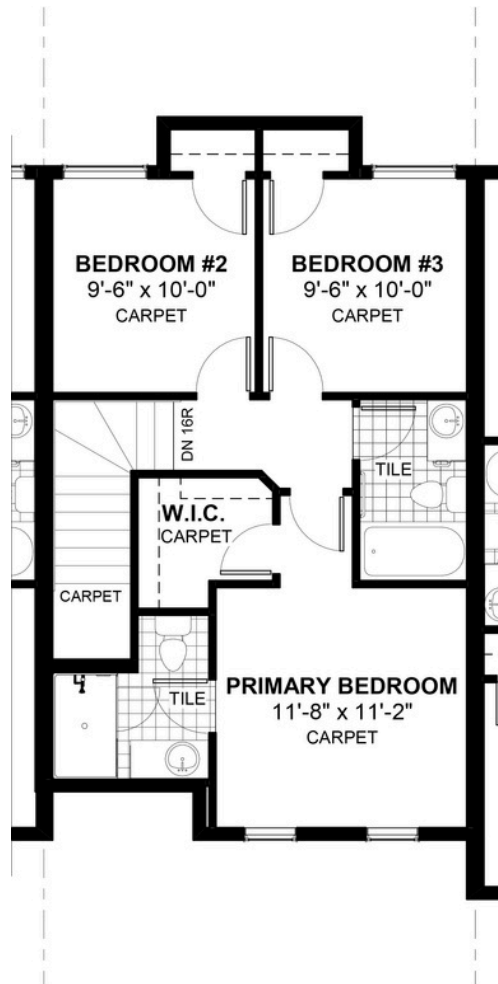 BEDROOM #2
9'-6" x 10'-0"
CARPET
BEDROOM #3
9'-6" x 10'-0"
CARPET
DN 16R
TILE
W.I.C.
CARPET
CARPET
TILE
PRIMARY BEDROOM
11'-8" x 11'-2"
CARPET